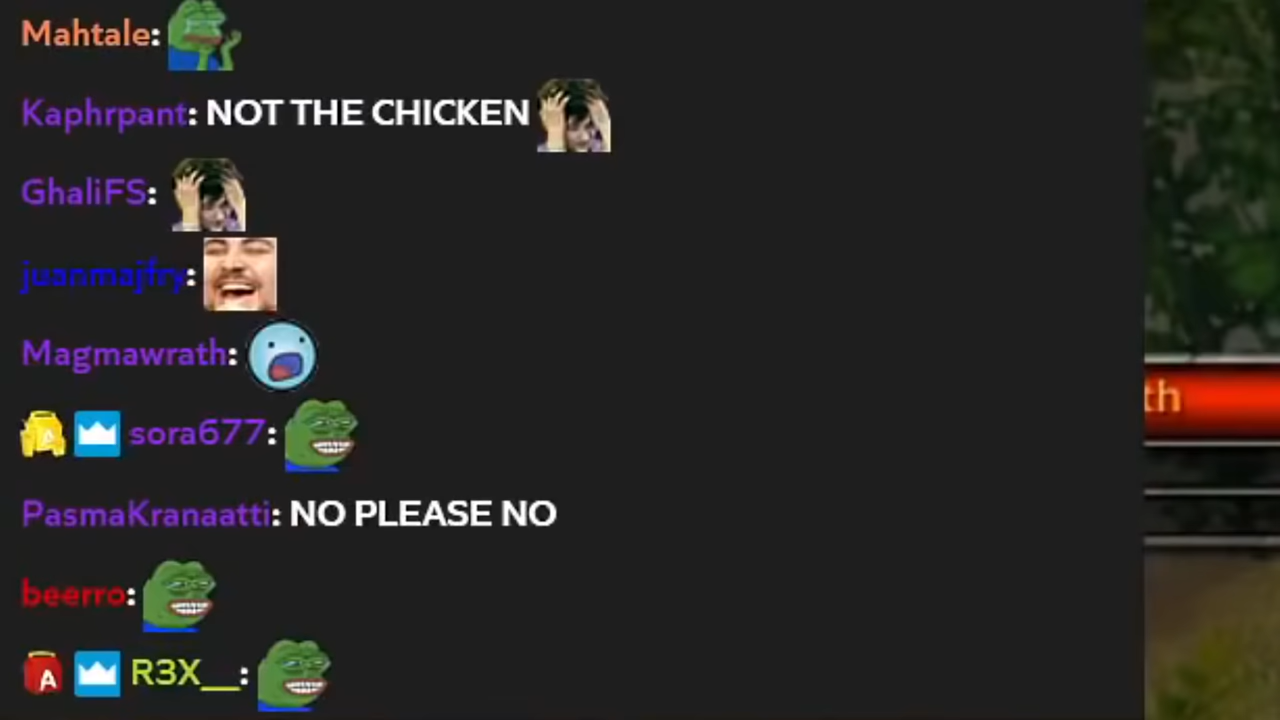 Mahtale:
Kaphrpant: NOT THE CHICKEN
GhaliFS:
juanmajfry:
Magmawrath:
sora677:
th
PasmaKranaatti: NO PLEASE NO
beerro:
A R3X__: